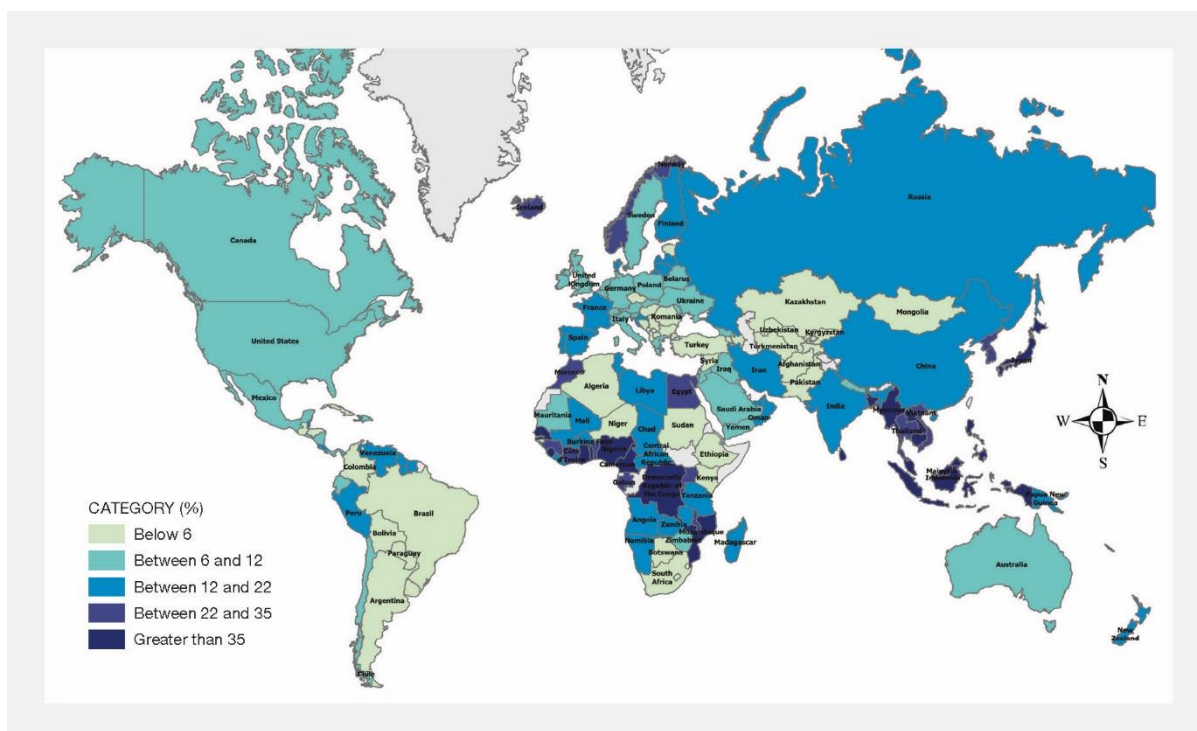 Norway
Iceland
Russia
Sweden
Finland
Canada
United
Kingdom
Belarus
Germany
Poland
Ukraine
France
Kazakhstan
Mongolia
Romania
Italy
Uzbekistan
Kyrgyzstan
United States
Spain
Turkey
Turkmenistan
Syria
Afghanistan
China
Morocco
Iraq
Iran
Algeria
Libya
Egypt
Pakistan
Mexico
Saudi Arabia
India
Mauritania
Oman
Myanmar
Vietnam
Mali
Niger
Chad
Sudan
Yemen
Thailand
N
W
E
S
Burkina Faso
Nigeria
Cote
D'Ivoire
Central
African
Republic
Ethiopia
Venezuela
Cameroon
Colombia
Gabon
Democratic
Republic of
the Congo
Kenya
Malaysia
Indonesia
Tanzania
Papua New
Guinea
Peru
Brazil
Angola
Zambia
Mozambique
Bolivia
Zimbabwe
Madagascar
Namibia
Botswana
Paraguay
Australia
South
Africa
Argentina
New
Zealand
Chile
CATEGORY (%)
Below 6
Between 6 and 12
Between 12 and 22
Between 22 and 35
Greater than 35